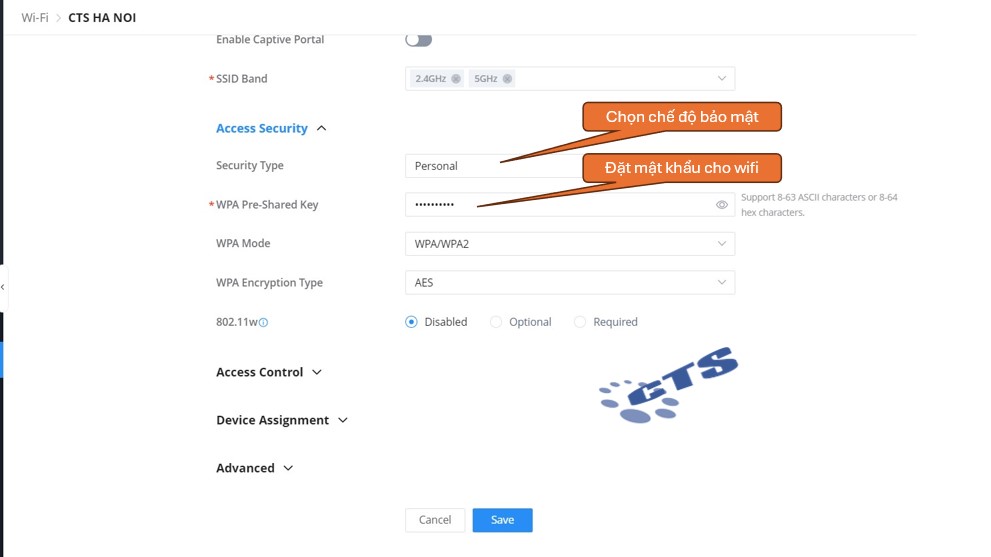 Wi-Fi > CTS HA NOI
Enable Captive Portal
*SSID Band
2.4GHz 5GHz
Chọn chế độ bảo mật
Access Security
Security Type
Personal
Đặt mật khẩu cho wifi
*WPA Pre-Shared Key
••••••••••
Support 8-63 ASCII characters or 8-64
hex characters.
WPA Mode
WPA/WPA2
WPA Encryption Type
AES
802.11w
Disabled Optional Required
CTS
Access Control
Device Assignment
Advanced
Cancel Save